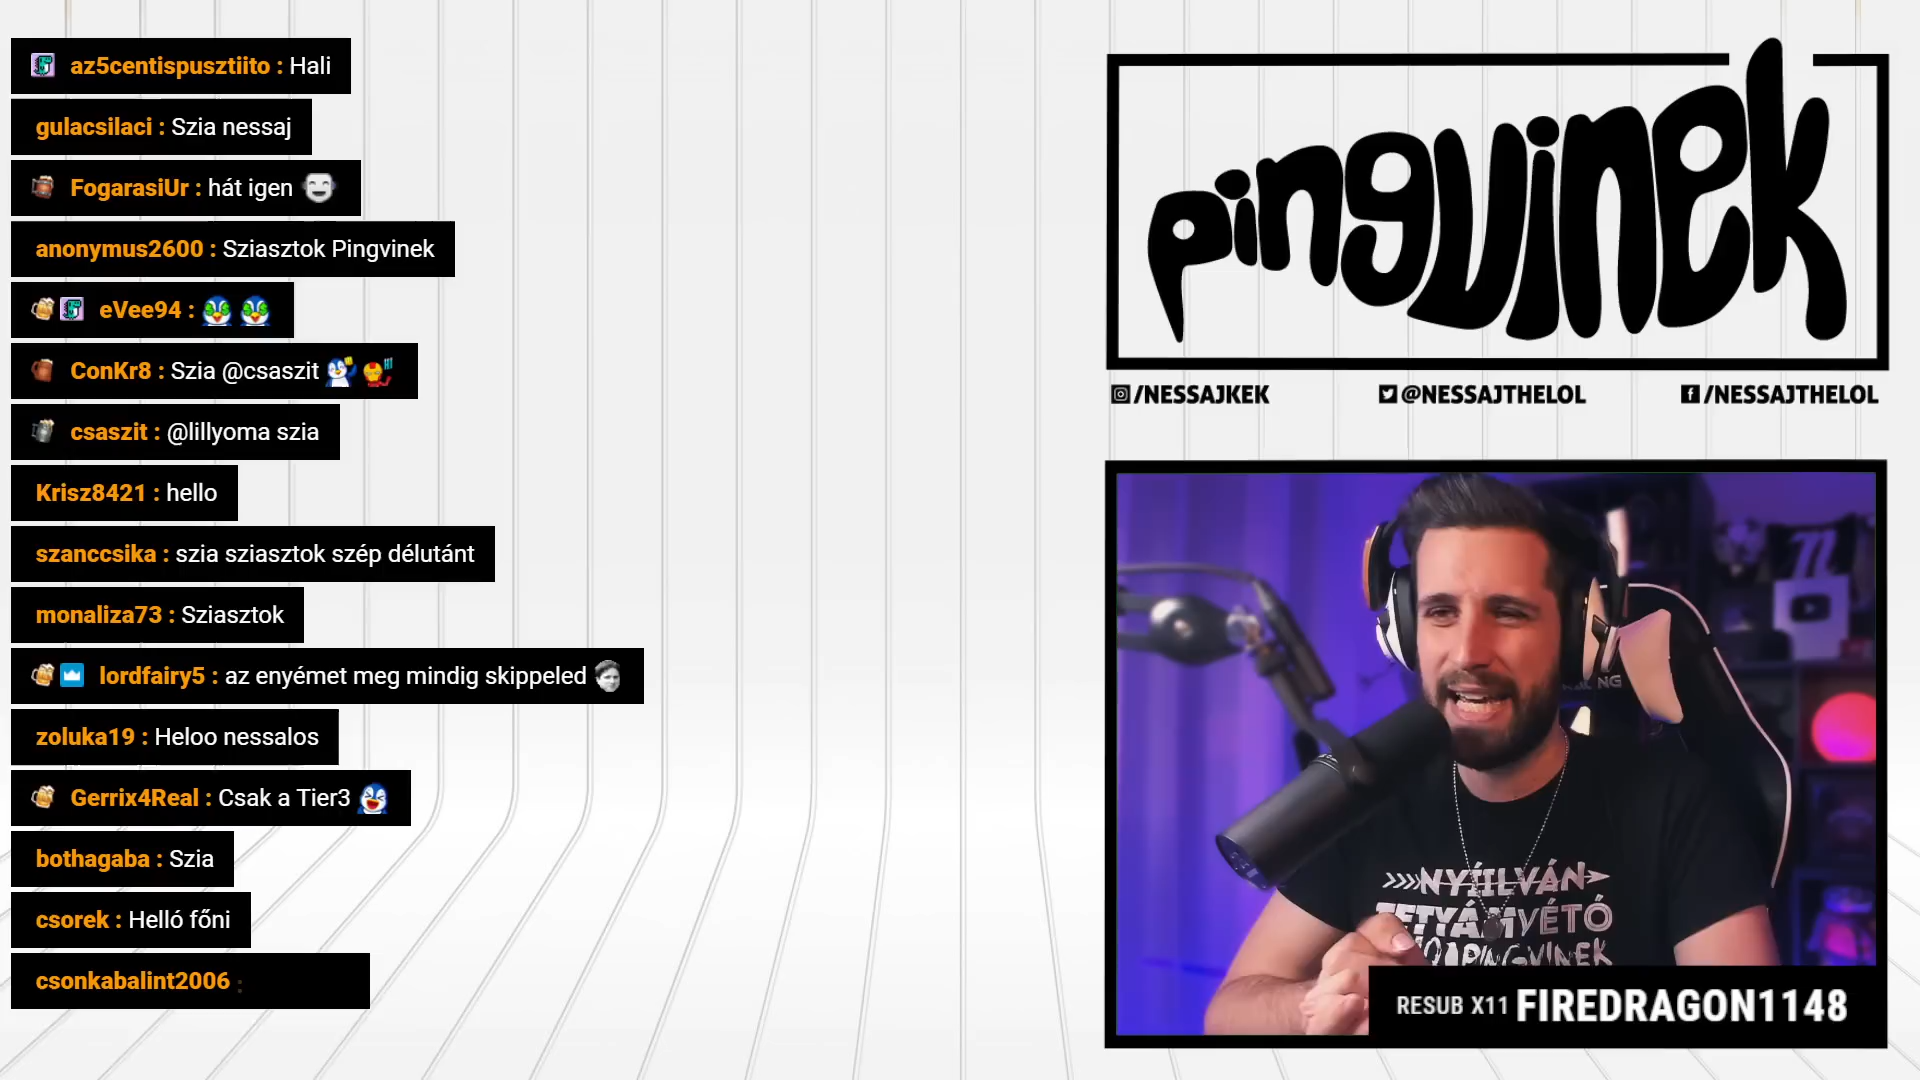 az5centispusztiito : Hali
gulacsilaci : Szia nessaj
FogarasiUr : hát igen
anonymus2600 : Sziasztok Pingvinek
eVee94 :
ConKr8 : Szia @csaszit
csaszit : @lillyoma szia
Krisz8421 : hello
szanccsika : szia sziasztok szép délutánt
monaliza73 : Sziasztok
lordfairy5 : az enyémet meg mindig skippeled
zoluka19 : Heloo nessalos
Gerrix4Real : Csak a Tier3
bothagaba : Szia
csorek : Helló főni
csonkabalint2006 :
pingvinek
/NESSAJKEK @NESSAJTHELOL /NESSAJTHELOL
NYIILVÁN
PINGVINEK
RESUB X11 FIREDRAGON1148